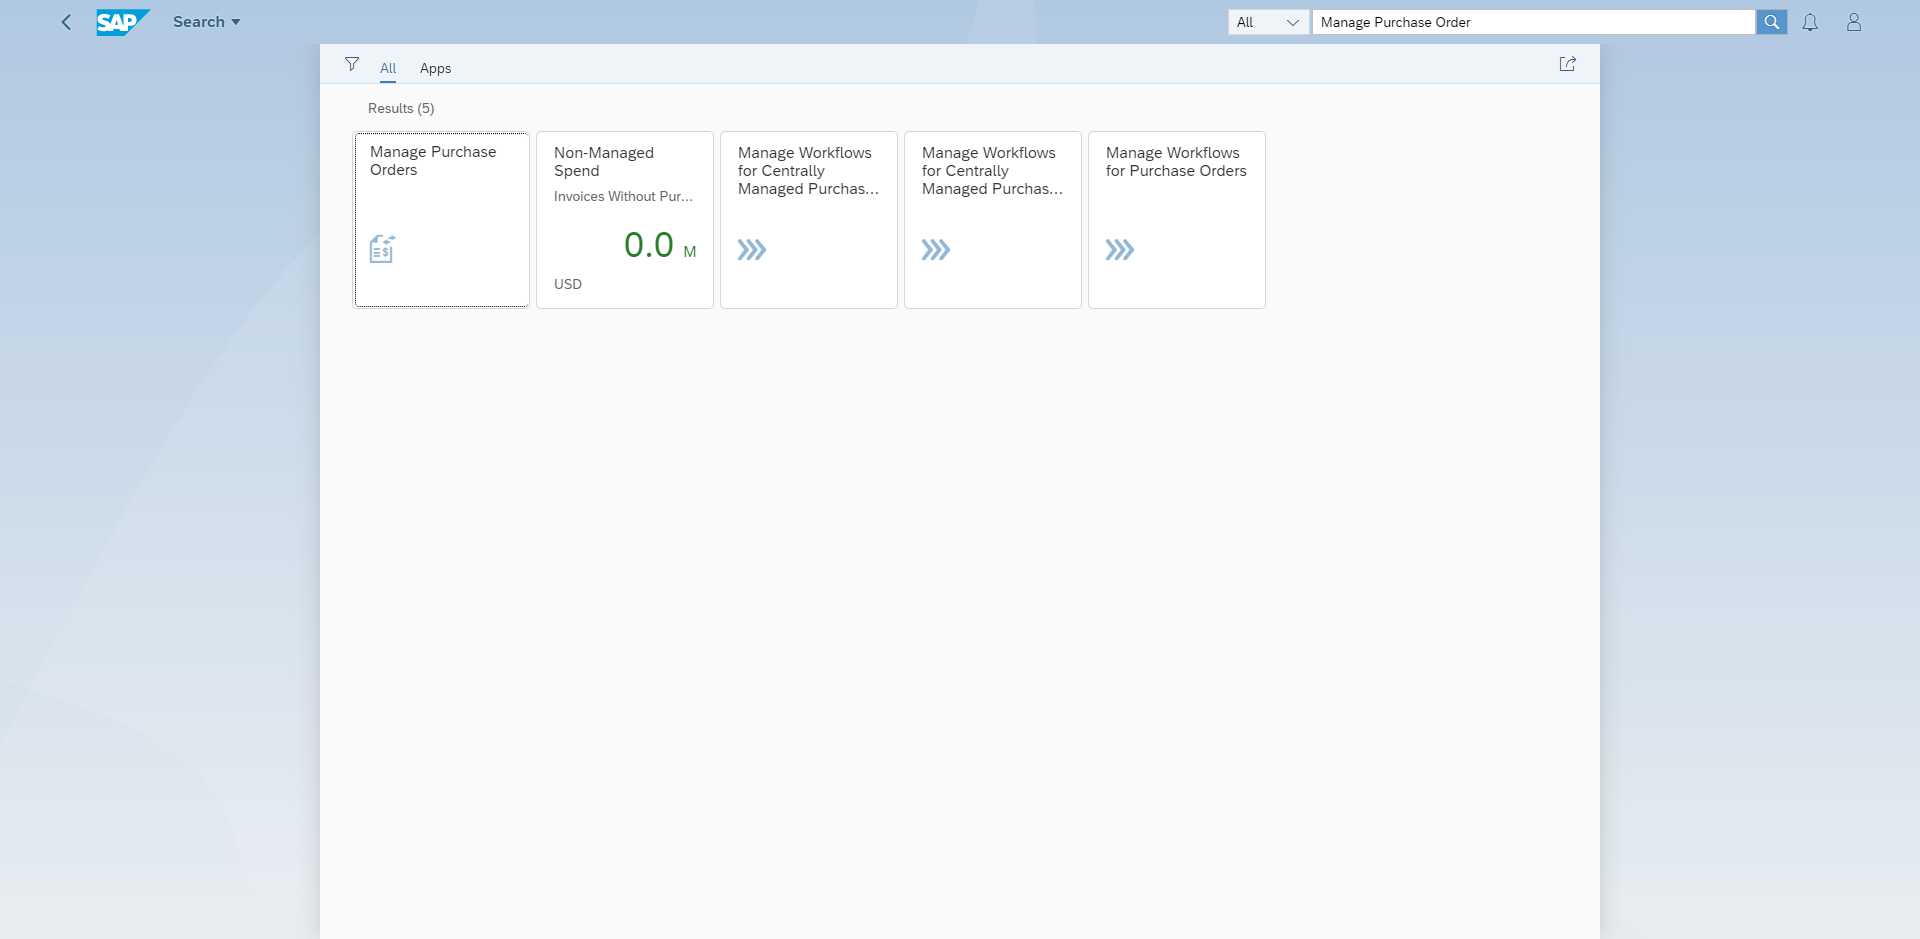 SAP
Search
All
Manage Purchase Order
All
Apps
Results (5)
Manage Purchase
Orders
$
Non-Managed
Spend
Invoices Without Pur...
0.0 M
USD
Manage Workflows
for Centrally
Managed Purchas...
Manage Workflows
for Centrally
Managed Purchas...
Manage Workflows
for Purchase Orders